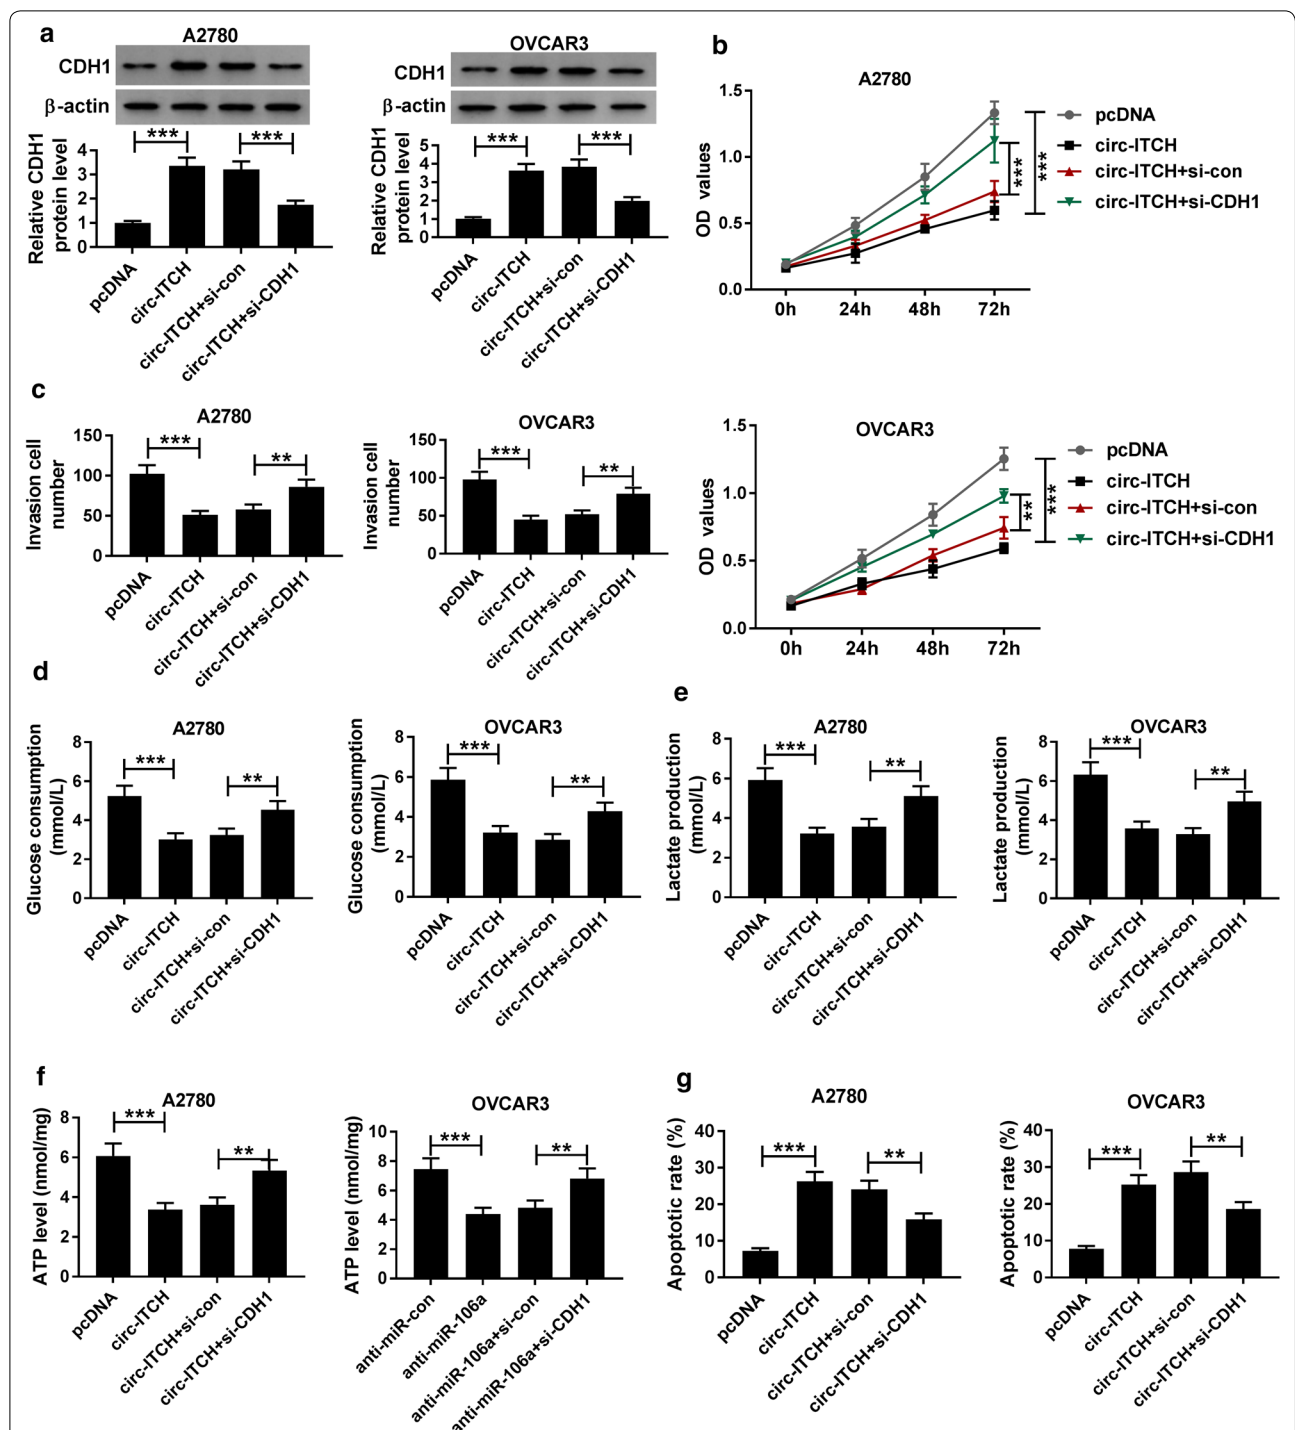 a
A2780
CDH1
β-actin
Relative CDH1
protein level
4
3
2
1
0
***
***
pcDNA
circ-ITCH
circ-ITCH+si-con
circ-ITCH+si-CDH1
OVCAR3
CDH1
β-actin
Relative CDH1
protein level
5
4
3
2
1
0
***
***
pcDNA
circ-ITCH
circ-ITCH+si-con
circ-ITCH+si-CDH1
b
A2780
OD values
1.5
1.0
0.5
0.0
0h
24h
48h
72h
***
***
pcDNA
circ-ITCH
circ-ITCH+si-con
circ-ITCH+si-CDH1
OVCAR3
OD values
1.5
1.0
0.5
0.0
0h
24h
48h
72h
**
***
pcDNA
circ-ITCH
circ-ITCH+si-con
circ-ITCH+si-CDH1
c
A2780
Invasion cell
number
150
100
50
0
***
**
pcDNA
circ-ITCH
circ-ITCH+si-con
circ-ITCH+si-CDH1
OVCAR3
Invasion cell
number
150
100
50
0
***
**
pcDNA
circ-ITCH
circ-ITCH+si-con
circ-ITCH+si-CDH1
d
A2780
Glucose consumption
(mmol/L)
8
6
4
2
0
***
**
pcDNA
circ-ITCH
circ-ITCH+si-con
circ-ITCH+si-CDH1
OVCAR3
Glucose consumption
(mmol/L)
8
6
4
2
0
***
**
pcDNA
circ-ITCH
circ-ITCH+si-con
circ-ITCH+si-CDH1
e
A2780
Lactate production
(mmol/L)
8
6
4
2
0
***
**
pcDNA
circ-ITCH
circ-ITCH+si-con
circ-ITCH+si-CDH1
OVCAR3
Lactate production
(mmol/L)
8
6
4
2
0
***
**
pcDNA
circ-ITCH
circ-ITCH+si-con
circ-ITCH+si-CDH1
f
A2780
ATP level (nmol/mg)
8
6
4
2
0
***
**
pcDNA
circ-ITCH
circ-ITCH+si-con
circ-ITCH+si-CDH1
OVCAR3
ATP level (nmol/mg)
10
8
6
4
2
0
***
**
anti-miR-con
anti-miR-106a
anti-miR-106a+si-con
anti-miR-106a+si-CDH1
g
A2780
Apoptotic rate (%)
40
30
20
10
0
***
**
pcDNA
circ-ITCH
circ-ITCH+si-con
circ-ITCH+si-CDH1
OVCAR3
Apoptotic rate (%)
40
30
20
10
0
***
**
pcDNA
circ-ITCH
circ-ITCH+si-con
circ-ITCH+si-CDH1